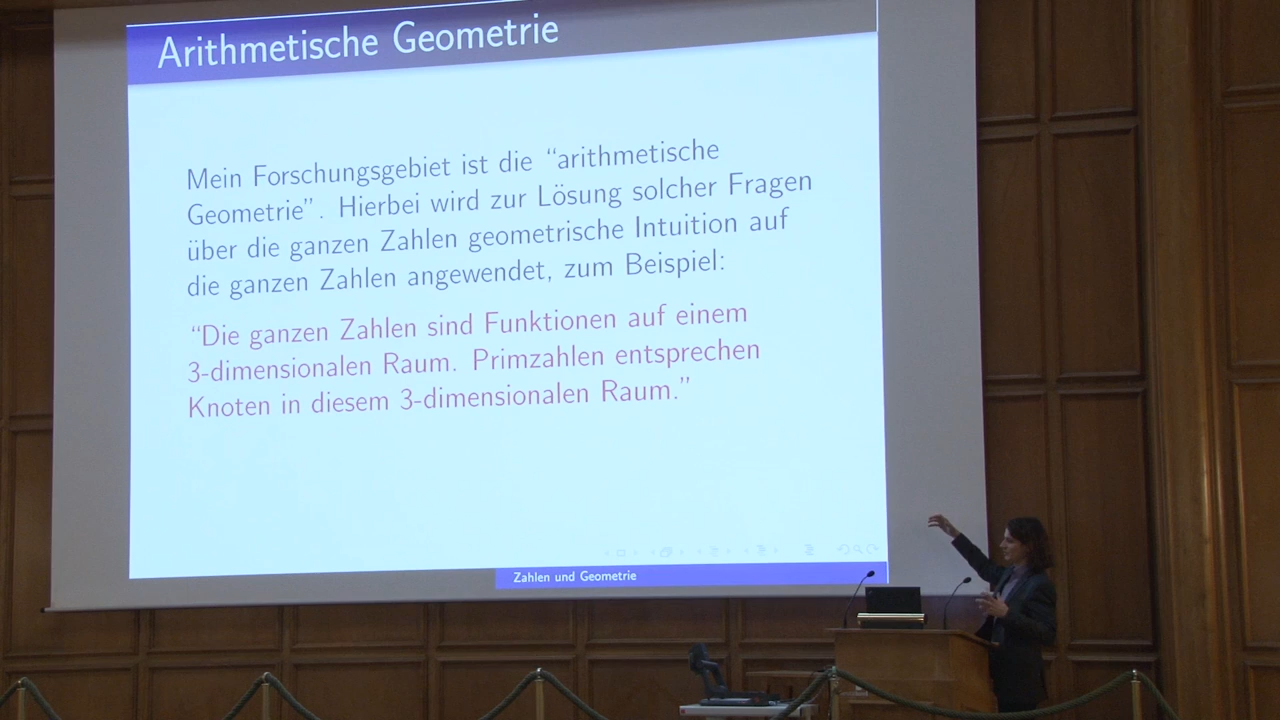 Arithmetische Geometrie
Mein Forschungsgebiet ist die “arithmetische
Geometrie”. Hierbei wird zur Lösung solcher Fragen
über die ganzen Zahlen geometrische Intuition auf
die ganzen Zahlen angewendet, zum Beispiel:
“Die ganzen Zahlen sind Funktionen auf einem
3-dimensionalen Raum. Primzahlen entsprechen
Knoten in diesem 3-dimensionalen Raum.”
Zahlen und Geometrie